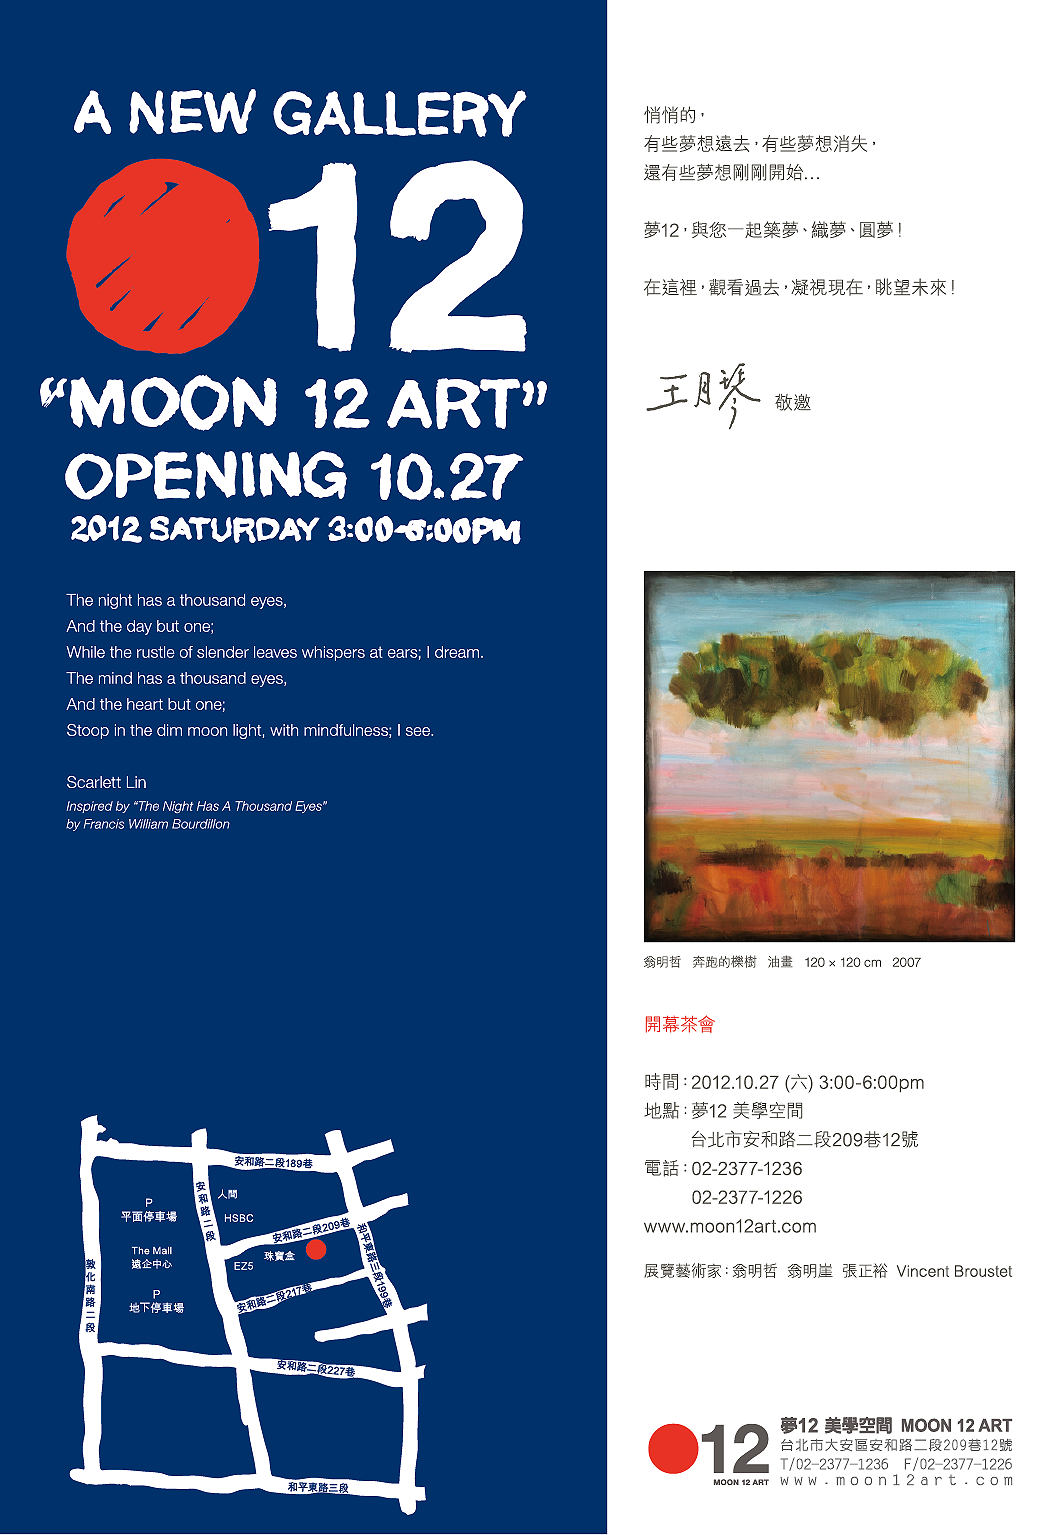 A NEW GALLERY
12
“MOON 12 ART”
OPENING 10.27
2012 SATURDAY 3:00-6:00PM
The night has a thousand eyes,
And the day but one;
While the rustle of slender leaves whispers at ears; I dream.
The mind has a thousand eyes,
And the heart but one;
Stoop in the dim moon light, with mindfulness; I see.
Scarlett Lin
Inspired by “The Night Has A Thousand Eyes”
by Francis William Bourdillon
安和路二段189巷
安和路二段
人間
HSBC
P
平面停車場
安和路二段209巷
The Mall
遠企中心
珠寶盒
EZ5
和平東路三段199巷
敦化南路二段
P
地下停車場
安和路二段217巷
安和路二段227巷
和平東路三段
悄悄的，
有些夢想遠去，有些夢想消失，
還有些夢想剛剛開始…
夢12，與您一起築夢、織夢、圓夢！
在這裡，觀看過去，凝視現在，眺望未來！
王月琴 敬邀
翁明哲 奔跑的櫟樹 油畫 120 × 120 cm 2007
開幕茶會
時間：2012.10.27 (六) 3:00-6:00pm
地點：夢12 美學空間
台北市安和路二段209巷12號
電話：02-2377-1236
02-2377-1226
www.moon12art.com
展覽藝術家：翁明哲 翁明崖 張正裕 Vincent Broustet
12
MOON 12 ART
夢12 美學空間 MOON 12 ART
台北市大安區安和路二段209巷12號
T/02-2377-1236 F/02-2377-1226
www.moon12art.com